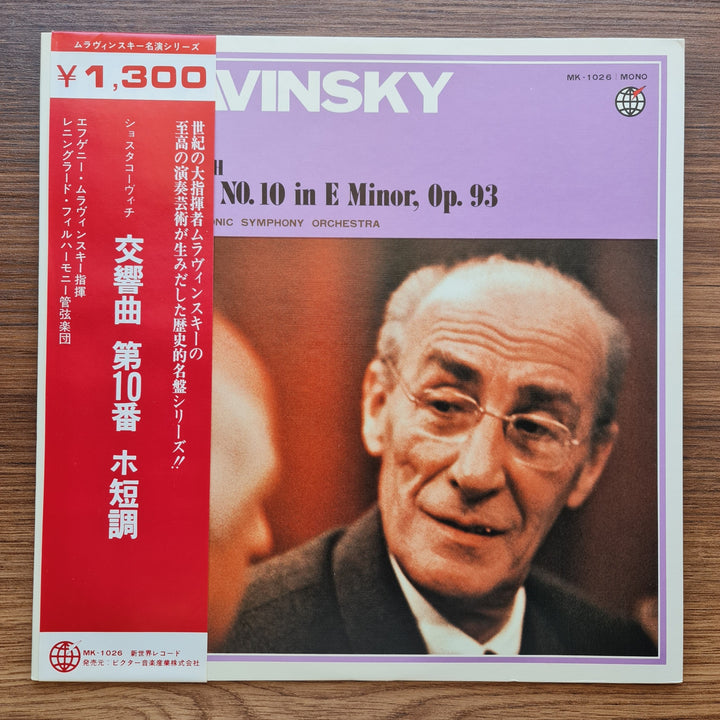 ムラヴィンスキー名演シリーズ
¥1,300
世紀の大指揮者ムラヴィンスキーの
至高の演奏芸術が生みだした歴史的名盤シリーズ!!
ショスタコーヴィチ
交響曲 第10番 ホ短調
エフゲニー・ムラヴィンスキー指揮
レニングラード・フィルハーモニー管弦楽団
MK-1026 新世界レコード
発売元:ビクター音楽産業株式会社
VINSKY
MK-1026 MONO
H
NO. 10 in E Minor, Op. 93
ONIC SYMPHONY ORCHESTRA